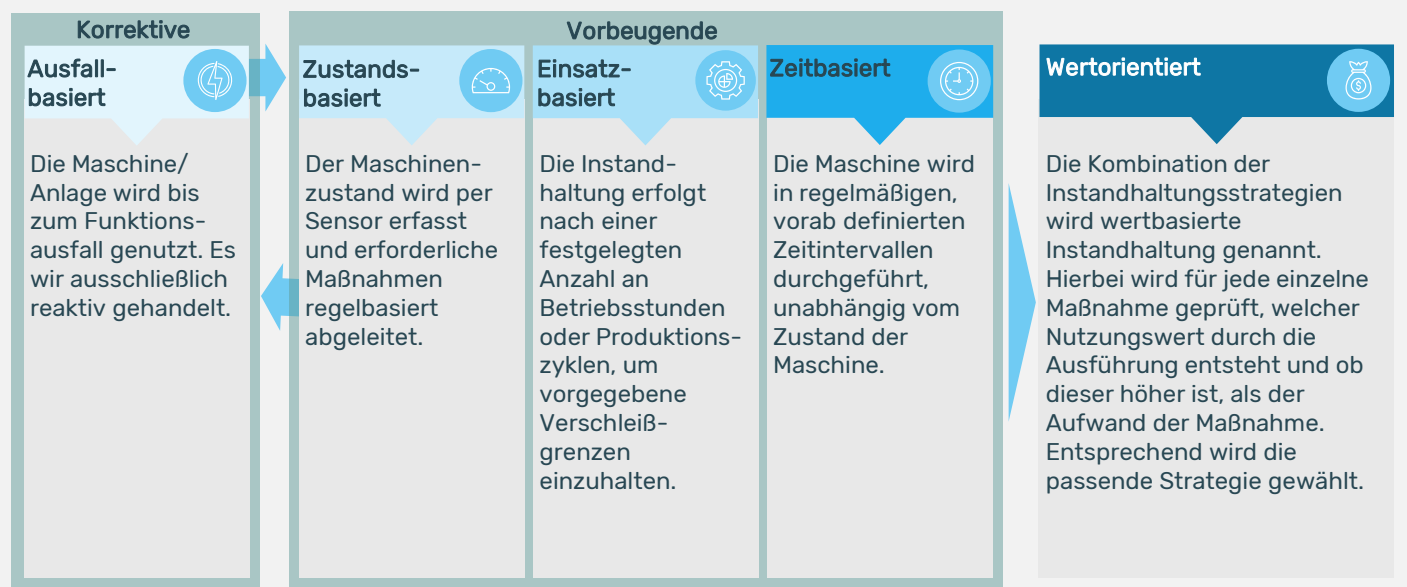 Korrektive
Ausfall-
basiert
Die Maschine/
Anlage wird bis
zum Funktions-
ausfall genutzt. Es
wir ausschließlich
reaktiv gehandelt.
Vorbeugende
Zustands-
basiert
Der Maschinen-
zustand wird per
Sensor erfasst
und erforderliche
Maßnahmen
regelbasiert
abgeleitet.
Einsatz-
basiert
Die Instand-
haltung erfolgt
nach einer
festgelegten
Anzahl an
Betriebsstunden
oder Produktions-
zyklen, um
vorgegebene
Verschleiß-
grenzen
einzuhalten.
Zeitbasiert
Die Maschine wird
in regelmäßigen,
vorab definierten
Zeitintervallen
durchgeführt,
unabhängig vom
Zustand der
Maschine.
Wertorientiert
$
Die Kombination der
Instandhaltungsstrategien
wird wertbasierte
Instandhaltung genannt.
Hierbei wird für jede einzelne
Maßnahme geprüft, welcher
Nutzungswert durch die
Ausführung entsteht und ob
dieser höher ist, als der
Aufwand der Maßnahme.
Entsprechend wird die
passende Strategie gewählt.